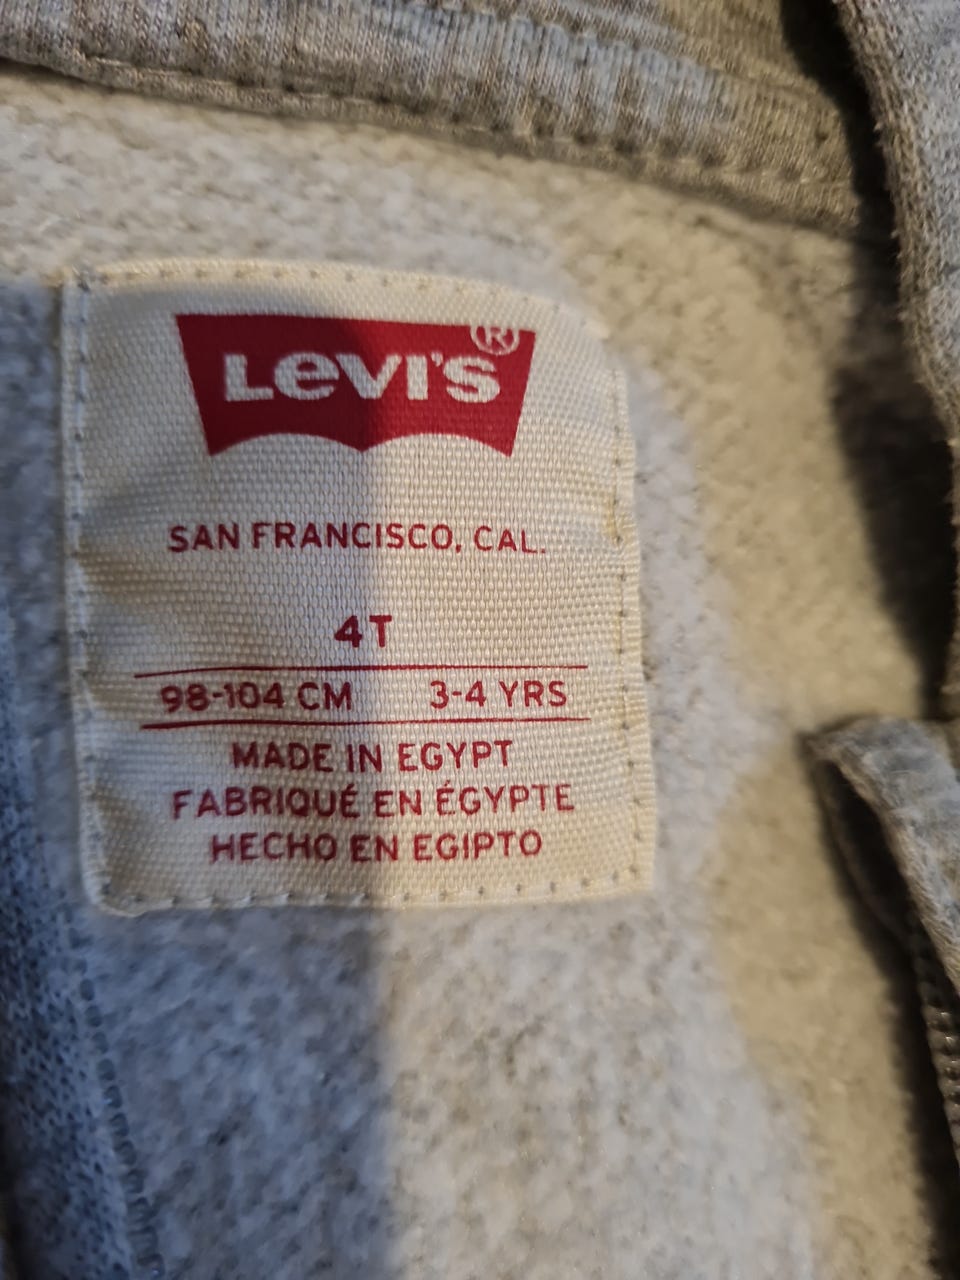 LEVI'S®
SAN FRANCISCO, CAL.
4T
98-104 CM 3-4 YRS
MADE IN EGYPT
FABRIQUÉ EN ÉGYPTE
HECHO EN EGIPTO